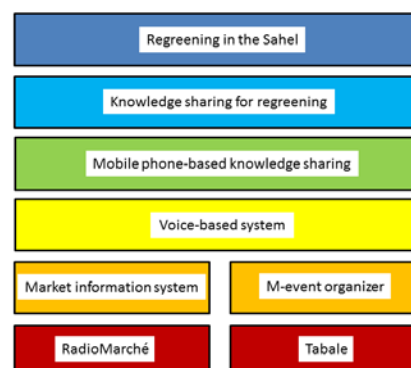 Regreening in the Sahel
Knowledge sharing for regreening
Mobile phone-based knowledge sharing
Voice-based system
Market information system
M-event organizer
RadioMarché
Tabale